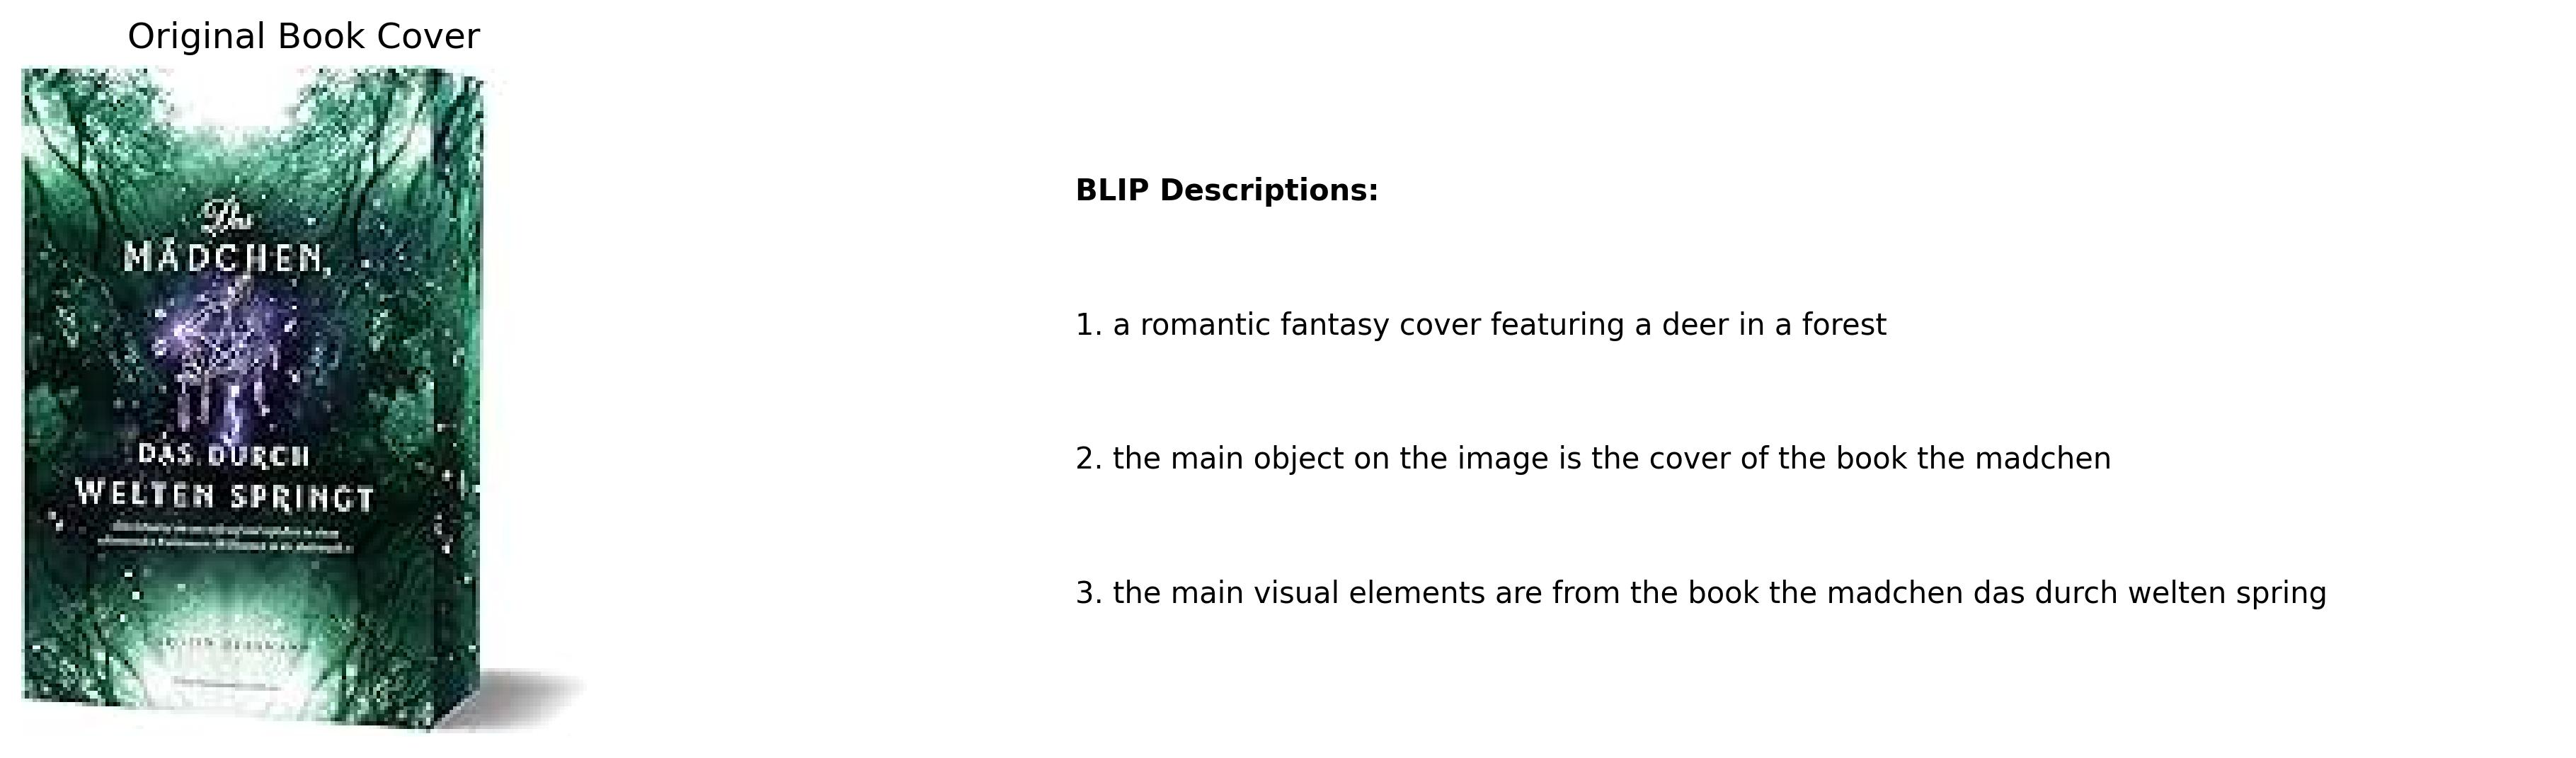 Original Book Cover
Das
MÄDCHEN,
DAS DURCH
WELTEN SPRINGT
BLIP Descriptions:
1. a romantic fantasy cover featuring a deer in a forest
2. the main object on the image is the cover of the book the madchen
3. the main visual elements are from the book the madchen das durch welten spring